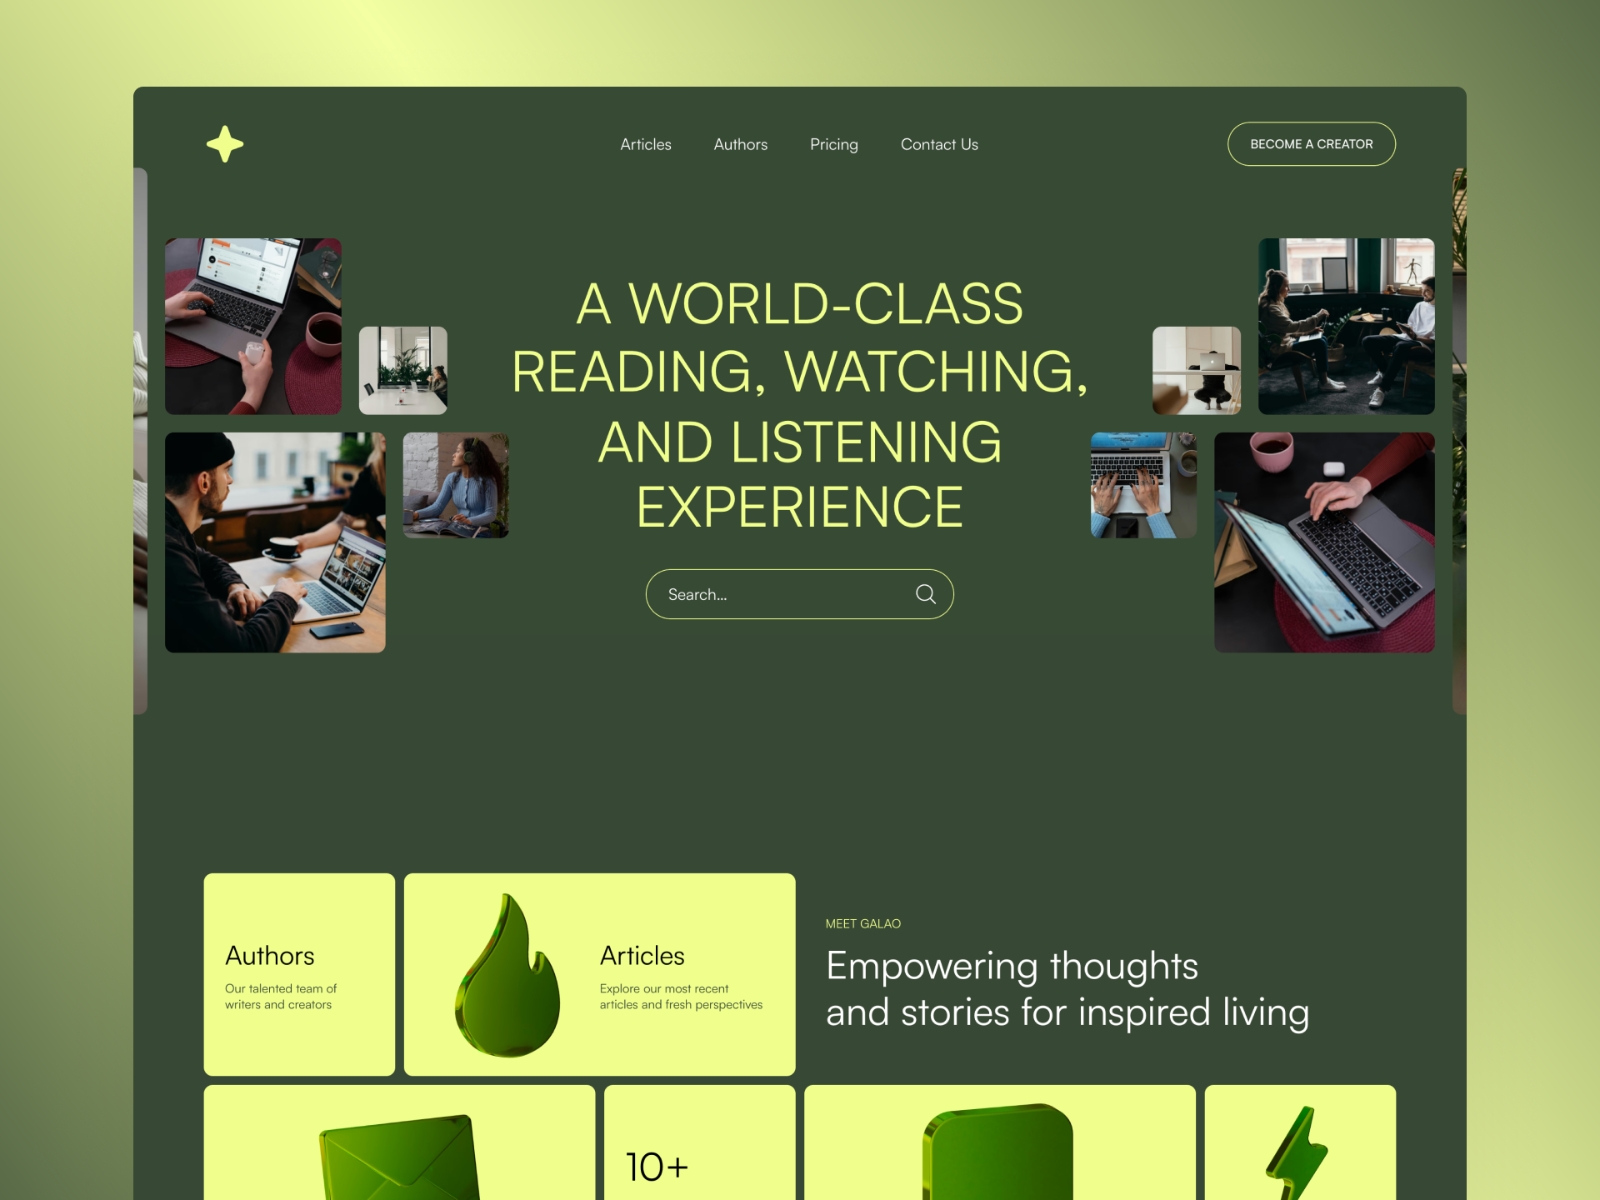 Articles
Authors
Pricing
Contact Us
BECOME A CREATOR
A WORLD-CLASS
READING, WATCHING,
AND LISTENING
EXPERIENCE
Search...
Authors
Our talented team of
writers and creators
Articles
Explore our most recent
articles and fresh perspectives
MEET GALAO
Empowering thoughts
and stories for inspired living
10+